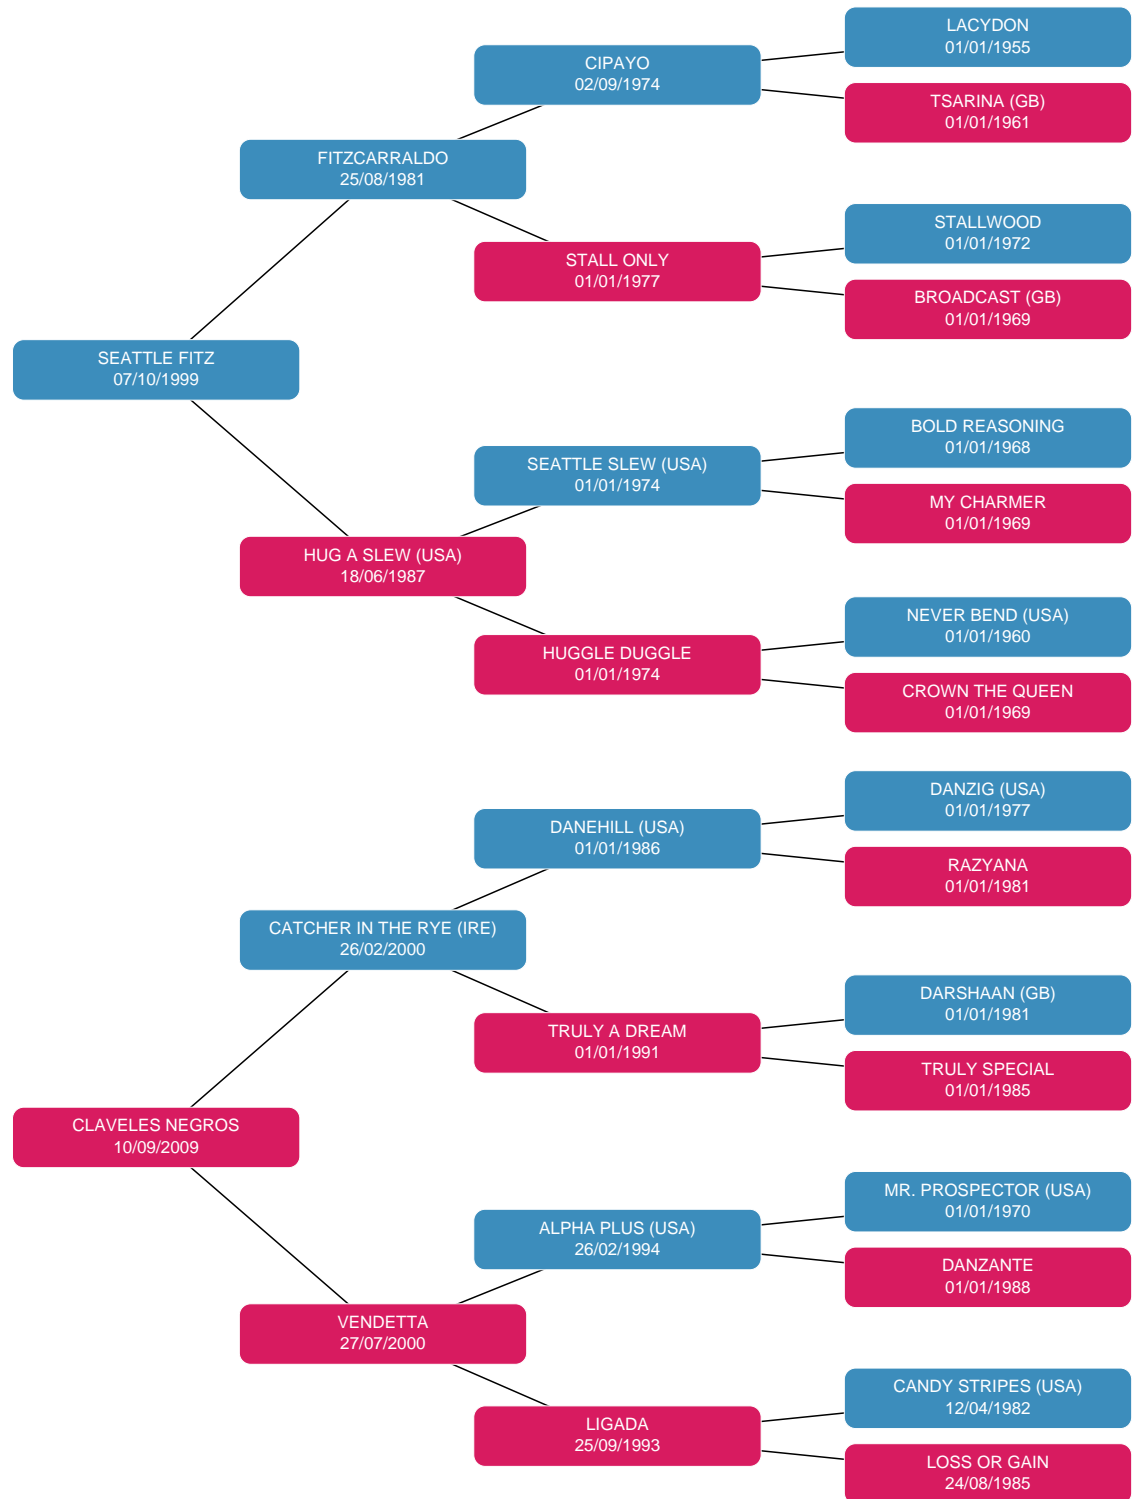 LACYDON
01/01/1955
CIPAYO
02/09/1974
TSARINA (GB)
01/01/1961
FITZCARRALDO
25/08/1981
STALLWOOD
01/01/1972
STALL ONLY
01/01/1977
BROADCAST (GB)
01/01/1969
SEATTLE FITZ
07/10/1999
BOLD REASONING
01/01/1968
SEATTLE SLEW (USA)
01/01/1974
MY CHARMER
01/01/1969
HUG A SLEW (USA)
18/06/1987
NEVER BEND (USA)
01/01/1960
HUGGLE DUGGLE
01/01/1974
CROWN THE QUEEN
01/01/1969
DANZIG (USA)
01/01/1977
DANEHILL (USA)
01/01/1986
RAZYANA
01/01/1981
CATCHER IN THE RYE (IRE)
26/02/2000
DARSHAAN (GB)
01/01/1981
TRULY A DREAM
01/01/1991
TRULY SPECIAL
01/01/1985
CLAVELES NEGROS
10/09/2009
MR. PROSPECTOR (USA)
01/01/1970
ALPHA PLUS (USA)
26/02/1994
DANZANTE
01/01/1988
VENDETTA
27/07/2000
CANDY STRIPES (USA)
12/04/1982
LIGADA
25/09/1993
LOSS OR GAIN
24/08/1985